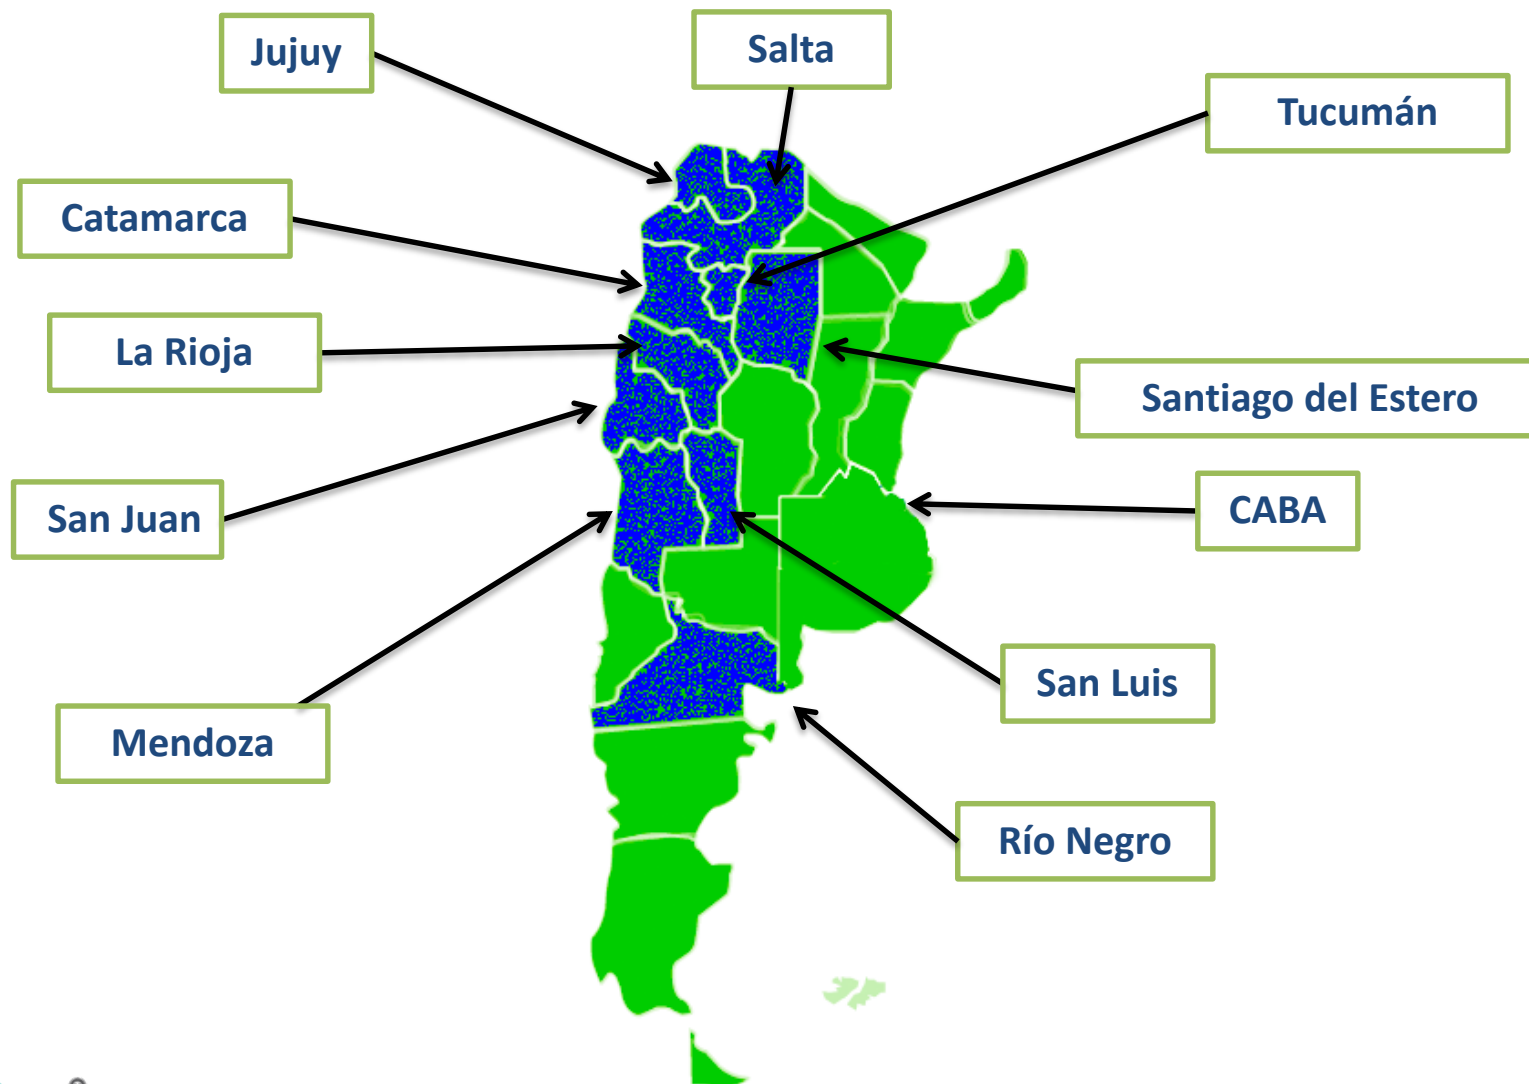 Jujuy
Salta
Tucumán
Catamarca
La Rioja
Santiago del Estero
San Juan
CABA
San Luis
Mendoza
Río Negro